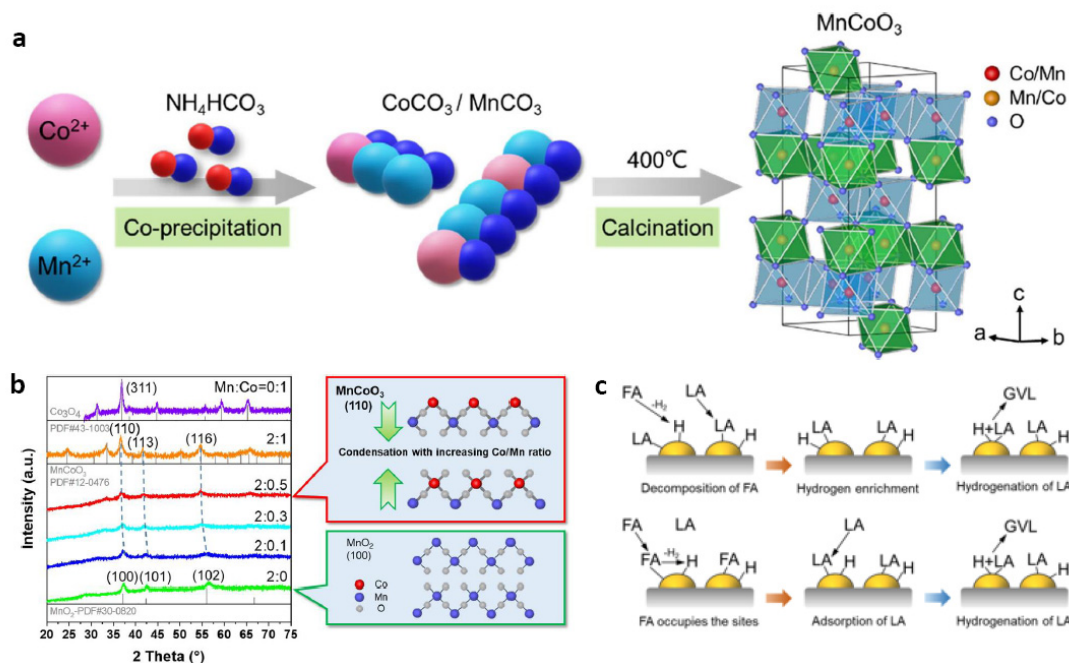 a
Co²⁺
Mn²⁺
NH₄HCO₃
Co-precipitation
CoCO₃ / MnCO₃
400℃
Calcination
MnCoO₃
Co/Mn
Mn/Co
O
c
a
b
b
Intensity (a.u.)
Mn:Co=0:1
(311)
Co₃O₄
PDF#43-1003
(110)
(113)
(116)
2:1
MnCoO₃
PDF#12-0476
2:0.5
2:0.3
2:0.1
(100)
(101)
(102)
2:0
MnO₂-PDF#30-0820
20 25 30 35 40 45 50 55 60 65 70 75
2 Theta (°)
MnCoO₃
(110)
Condensation with increasing Co/Mn ratio
MnO₂
(100)
Co
Mn
O
c
FA
-H₂
LA
H
LA
LA
H
Decomposition of FA
LA
H
LA
H
Hydrogen enrichment
GVL
H+LA
LA
H
Hydrogenation of LA
FA
LA
FA
-H₂
H
FA
H
FA occupies the sites
LA
LA
H
LA
H
Adsorption of LA
GVL
H+LA
LA
H
Hydrogenation of LA